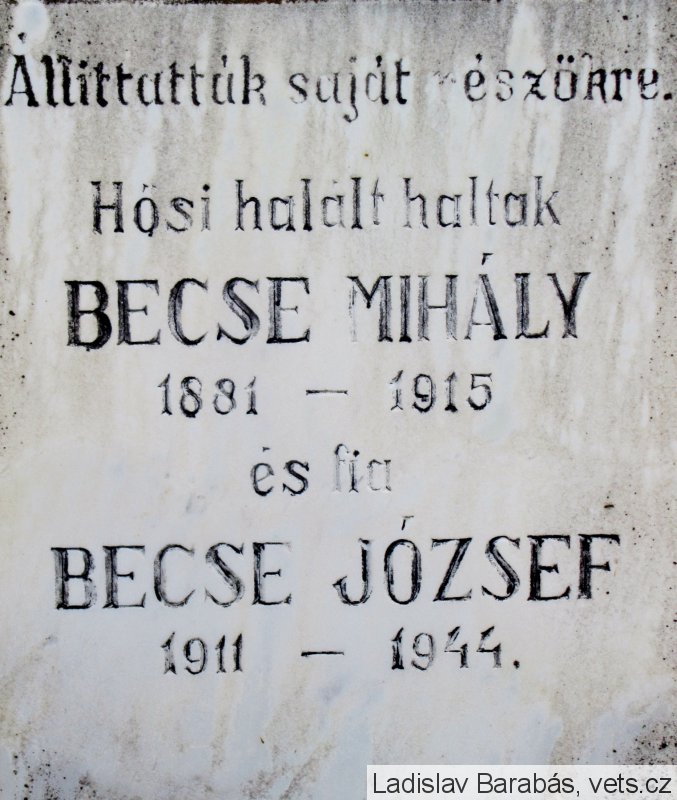 Állíttatták saját részökre.
Hősi halált haltak
BECSE MIHÁLY
1881 – 1915
és fia
BECSE JÓZSEF
1911 – 1944.
Ladislav Barabás, vets.cz